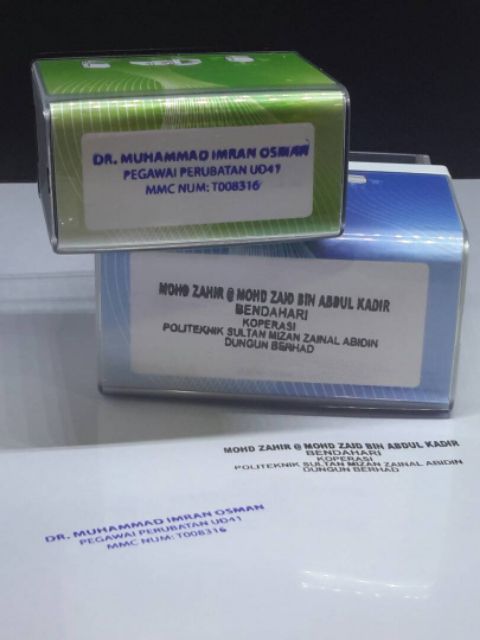 DR. MUHAMMAD IMRAN OSMAN
PEGAWAI PERUBATAN UD41
MMC NUM: T008316
MOHD ZAHIR @ MOHD ZAID BIN ABDUL KADIR
BENDAHARI
KOPERASI
POLITEKNIK SULTAN MIZAN ZAINAL ABIDIN
DUNGUN BERHAD
MOHD ZAHIR @ MOHD ZAID BIN ABDUL KADIR
BENDAHARI
KOPERASI
POLITEKNIK SULTAN MIZAN ZAINAL ABIDIN
DUNGUN BERHAD
DR. MUHAMMAD IMRAN OSMAN
PEGAWAI PERUBATAN UD41
MMC NUM: T008316